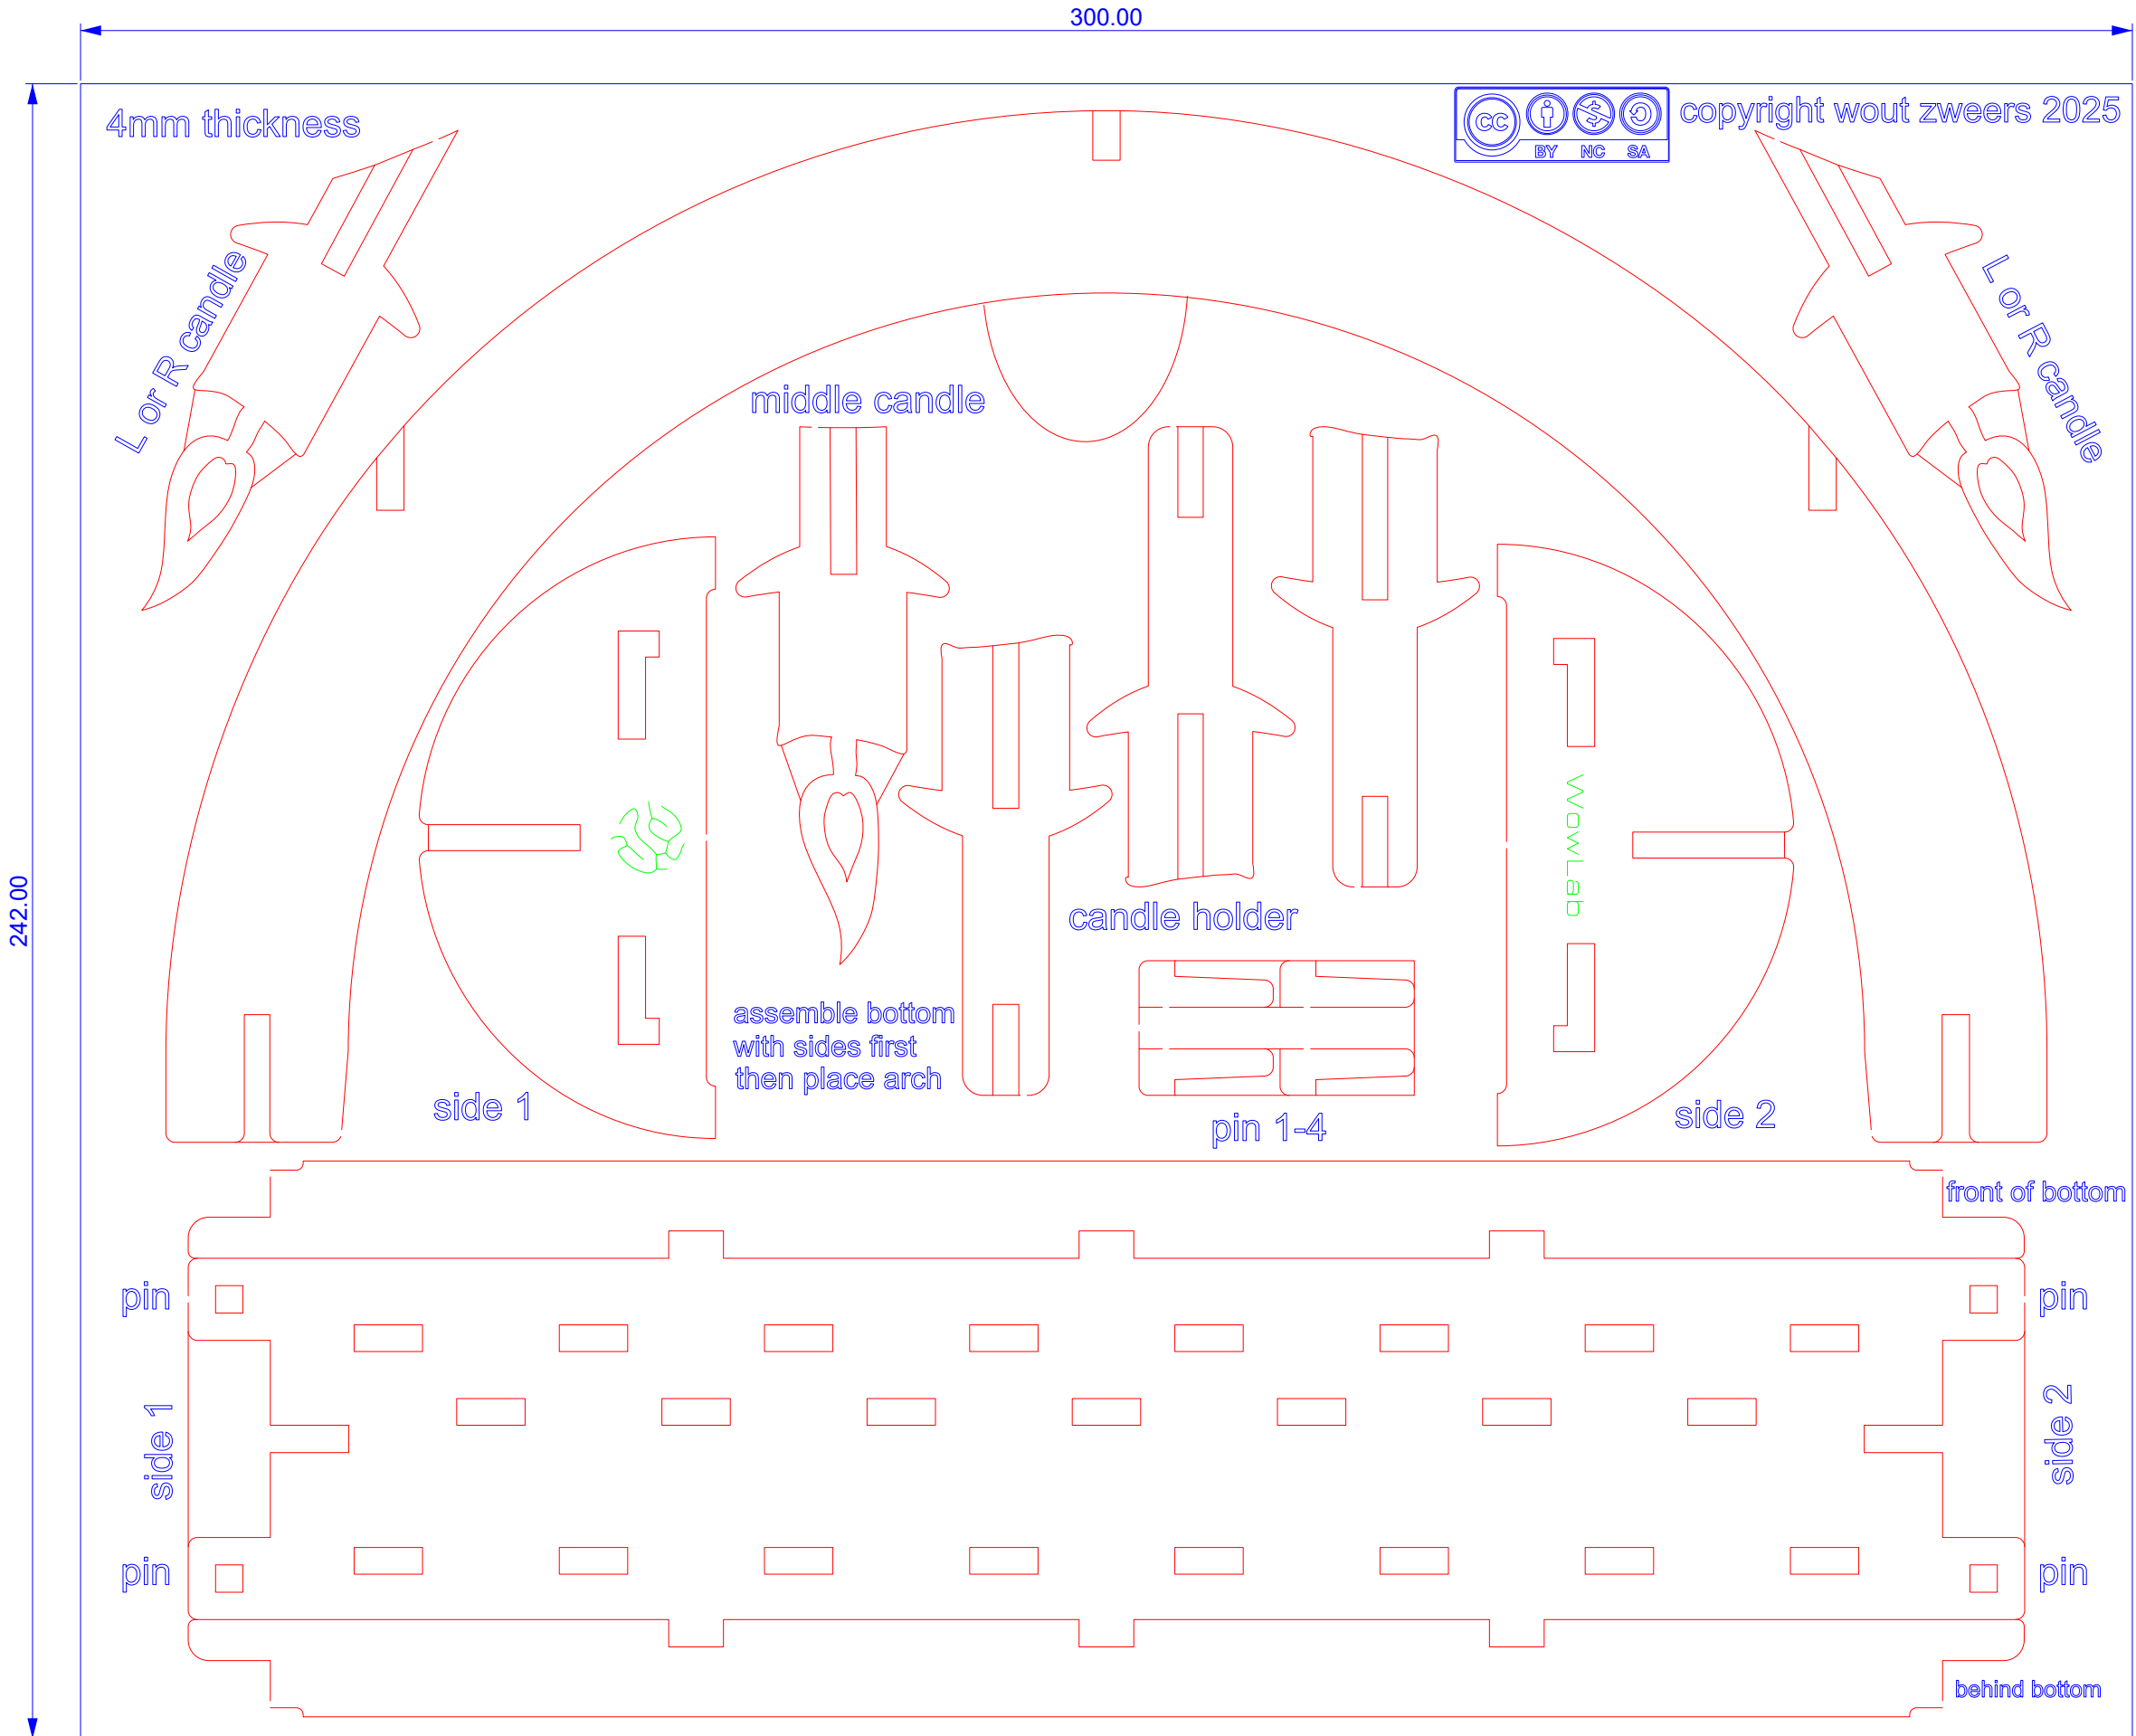 300.00
4mm thickness
cc BY NC SA
copyright wout zweers 2025
L or R candle
L or R candle
middle candle
WowLab
242.00
candle holder
assemble bottom
with sides first
then place arch
side 1
pin 1-4
side 2
front of bottom
pin
pin
side 1
side 2
pin
pin
behind bottom